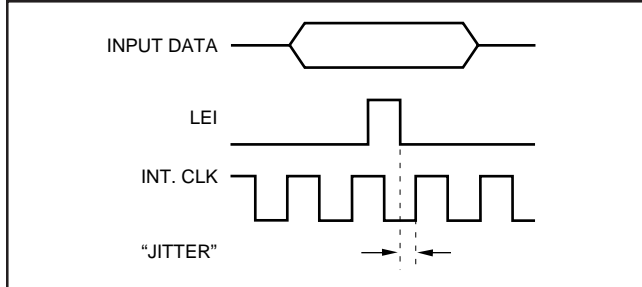 INPUT DATA
LEI
INT. CLK
“JITTER”